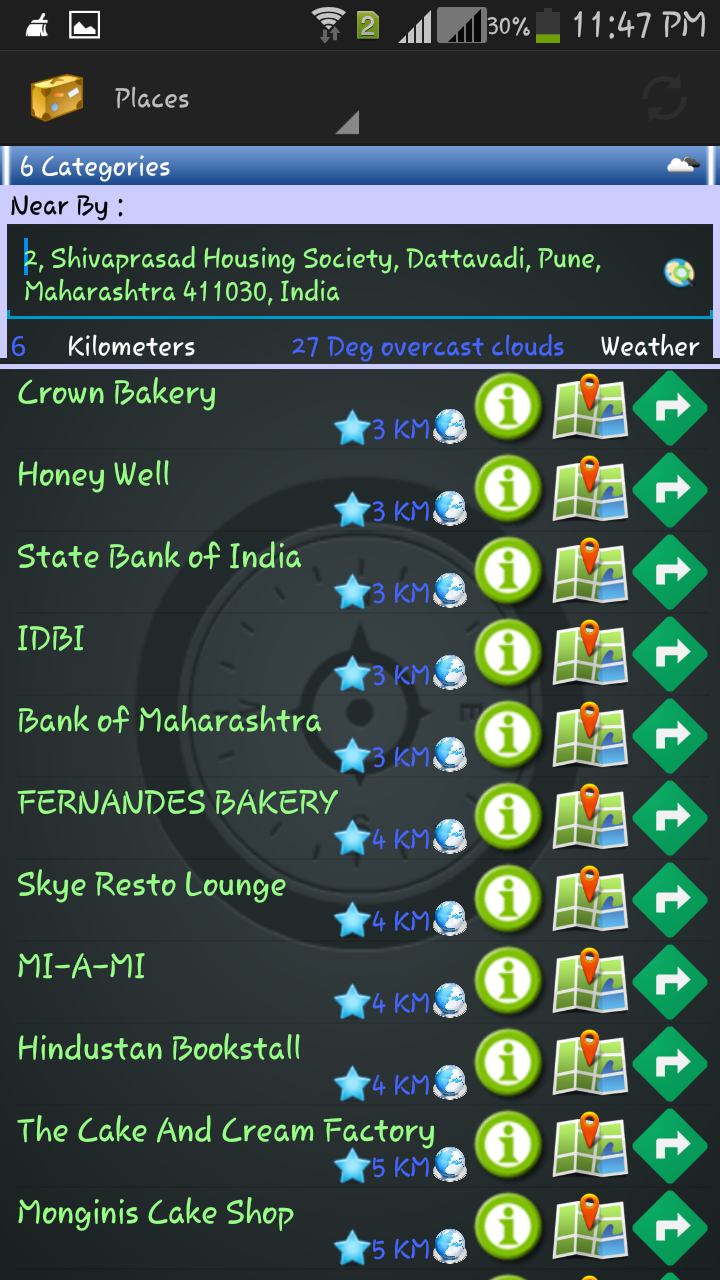 2
30%
11:47 PM
Places
6 Categories
Near By :
2, Shivaprasad Housing Society, Dattavadi, Pune,
Maharashtra 411030, India
6 Kilometers 27 Deg overcast clouds Weather
Crown Bakery
3 KM
Honey Well
3 KM
State Bank of India
3 KM
IDBI
3 KM
Bank of Maharashtra
3 KM
FERNANDES BAKERY
4 KM
Skye Resto Lounge
4 KM
MI-A-MI
4 KM
Hindustan Bookstall
4 KM
The Cake And Cream Factory
5 KM
Monginis Cake Shop
5 KM